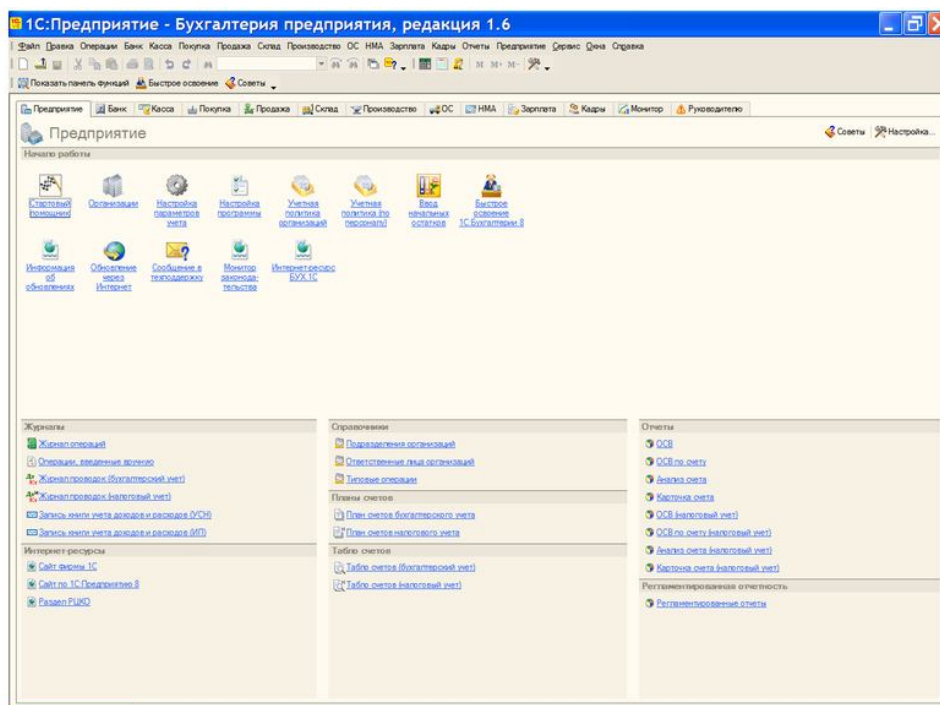 1С:Предприятие - Бухгалтерия предприятия, редакция 1.6
Файл Правка Операции Банк Касса Покупка Продажа Склад Производство ОС НМА Зарплата Кадры Отчеты Предприятие Сервис Окна Справка
M M+ M-
Показать панель функций Быстрое освоение Советы
Предприятие Банк Касса Покупка Продажа Склад Производство ОС НМА Зарплата Кадры Монитор Руководителю
Предприятие
Советы Настройка...
Начало работы
Стартовый Организации Настройка Настройка Учетная Учетная Ввод Быстрое
помощник параметров программы политика политика (по начальных освоение
учета организаций персоналу) остатков 1С:Бухгалтерии 8
Информация Обновление Сообщение в Монитор Интернет-ресурс
об через техподдержку законода- БУХ.1С
обновлениях Интернет тельства
Журналы
Журнал операций
Операции, введенные вручную
Журнал проводок (бухгалтерский учет)
Журнал проводок (налоговый учет)
Запись книги учета доходов и расходов (УСН)
Запись книги учета доходов и расходов (ИП)
Интернет-ресурсы
Сайт фирмы 1С
Сайт по 1С:Предприятию 8
Раздел РЦКО
Справочники
Подразделения организаций
Ответственные лица организаций
Типовые операции
Планы счетов
План счетов бухгалтерского учета
План счетов налогового учета
Табло счетов
Табло счетов (бухгалтерский учет)
Табло счетов (налоговый учет)
Отчеты
ОСВ
ОСВ по счету
Анализ счета
Карточка счета
ОСВ (налоговый учет)
ОСВ по счету (налоговый учет)
Анализ счета (налоговый учет)
Карточка счета (налоговый учет)
Регламентированная отчетность
Регламентированные отчеты